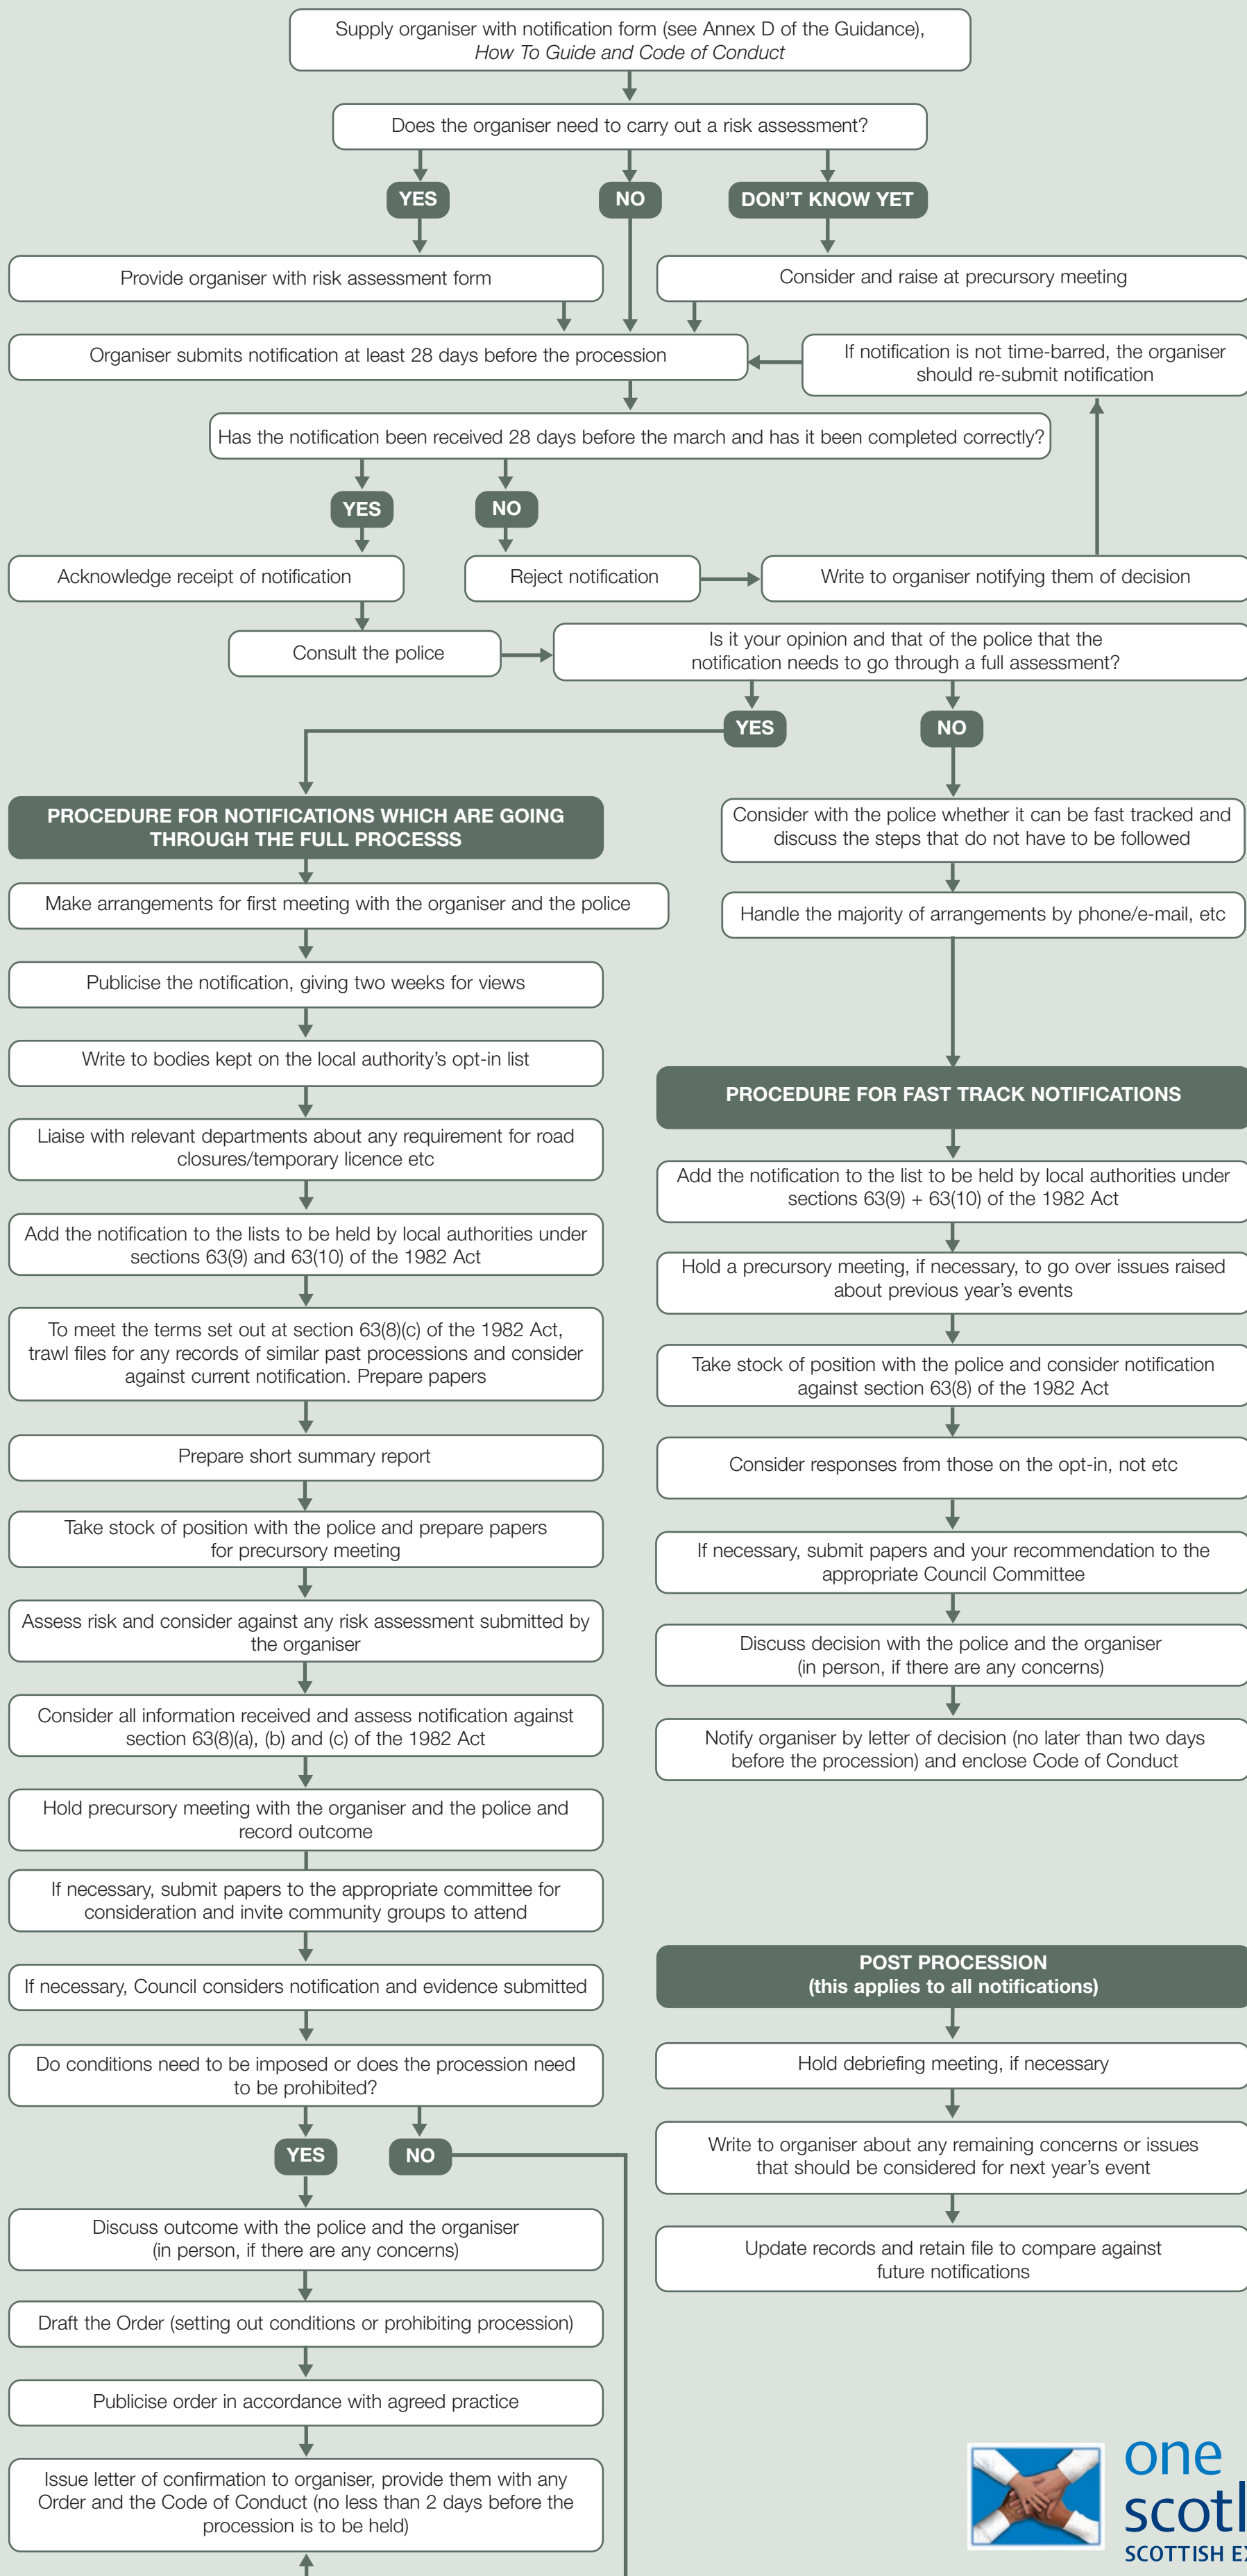 Supply organiser with notification form (see Annex D of the Guidance),
How To Guide and Code of Conduct
Does the organiser need to carry out a risk assessment?
YES
NO
DON'T KNOW YET
Provide organiser with risk assessment form
Consider and raise at precursory meeting
Organiser submits notification at least 28 days before the procession
If notification is not time-barred, the organiser
should re-submit notification
Has the notification been received 28 days before the march and has it been completed correctly?
YES
NO
Acknowledge receipt of notification
Reject notification
Write to organiser notifying them of decision
Consult the police
Is it your opinion and that of the police that the
notification needs to go through a full assessment?
YES
NO
PROCEDURE FOR NOTIFICATIONS WHICH ARE GOING
THROUGH THE FULL PROCESSS
Make arrangements for first meeting with the organiser and the police
Publicise the notification, giving two weeks for views
Write to bodies kept on the local authority's opt-in list
Liaise with relevant departments about any requirement for road
closures/temporary licence etc
Add the notification to the lists to be held by local authorities under
sections 63(9) and 63(10) of the 1982 Act
To meet the terms set out at section 63(8)(c) of the 1982 Act,
trawl files for any records of similar past processions and consider
against current notification. Prepare papers
Prepare short summary report
Take stock of position with the police and prepare papers
for precursory meeting
Assess risk and consider against any risk assessment submitted by
the organiser
Consider all information received and assess notification against
section 63(8)(a), (b) and (c) of the 1982 Act
Hold precursory meeting with the organiser and the police and
record outcome
If necessary, submit papers to the appropriate committee for
consideration and invite community groups to attend
If necessary, Council considers notification and evidence submitted
Do conditions need to be imposed or does the procession need
to be prohibited?
YES
NO
Discuss outcome with the police and the organiser
(in person, if there are any concerns)
Draft the Order (setting out conditions or prohibiting procession)
Publicise order in accordance with agreed practice
Issue letter of confirmation to organiser, provide them with any
Order and the Code of Conduct (no less than 2 days before the
procession is to be held)
Consider with the police whether it can be fast tracked and
discuss the steps that do not have to be followed
Handle the majority of arrangements by phone/e-mail, etc
PROCEDURE FOR FAST TRACK NOTIFICATIONS
Add the notification to the list to be held by local authorities under
sections 63(9) + 63(10) of the 1982 Act
Hold a precursory meeting, if necessary, to go over issues raised
about previous year's events
Take stock of position with the police and consider notification
against section 63(8) of the 1982 Act
Consider responses from those on the opt-in, not etc
If necessary, submit papers and your recommendation to the
appropriate Council Committee
Discuss decision with the police and the organiser
(in person, if there are any concerns)
Notify organiser by letter of decision (no later than two days
before the procession) and enclose Code of Conduct
POST PROCESSION
(this applies to all notifications)
Hold debriefing meeting, if necessary
Write to organiser about any remaining concerns or issues
that should be considered for next year's event
Update records and retain file to compare against
future notifications
one
SCOTTISH